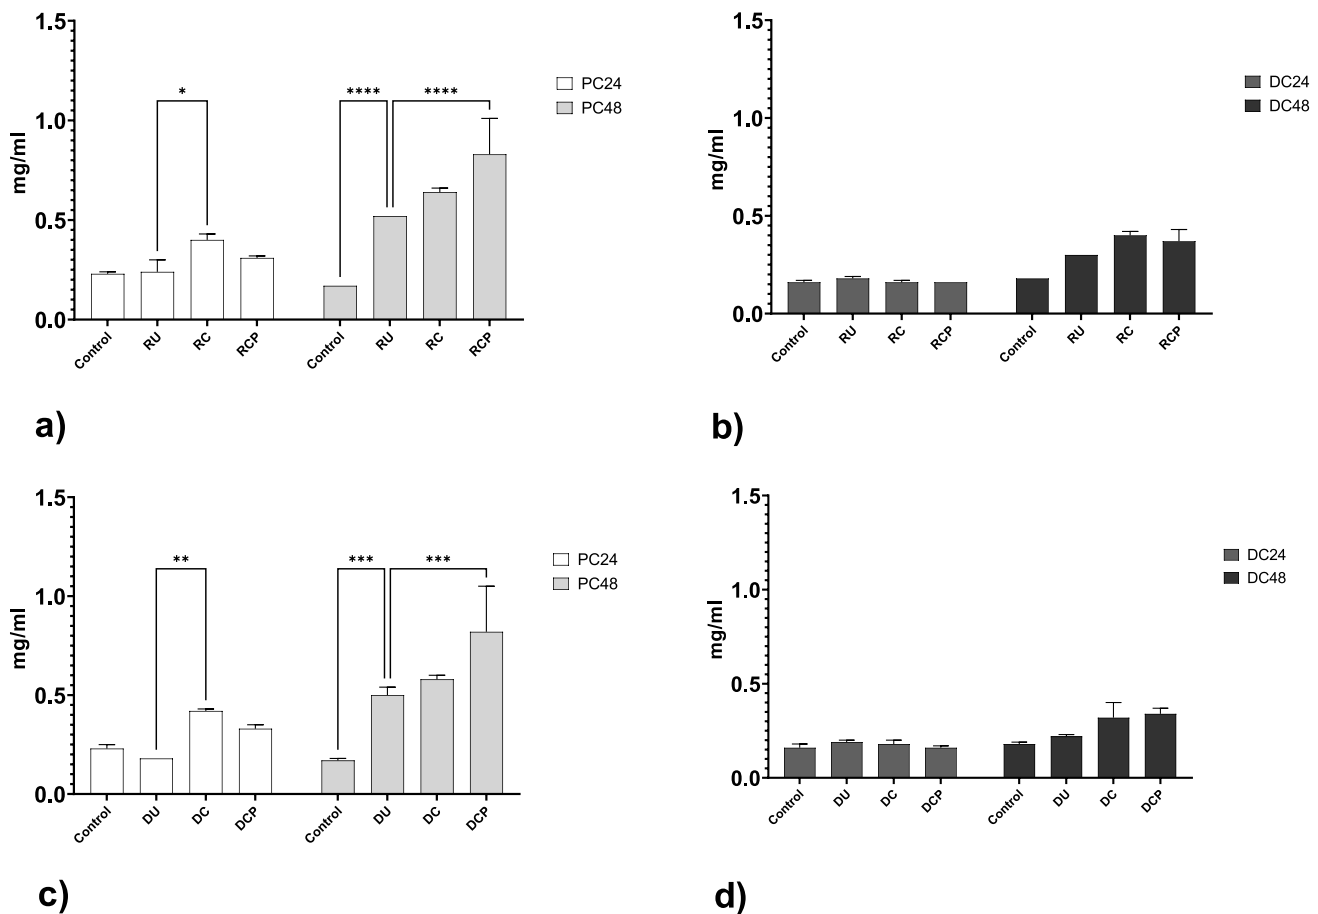 1.5
1.0
0.5
0.0
mg/ml
*
****
****
PC24
PC48
Control
RU
RC
RCP
Control
RU
RC
RCP
a)
1.5
1.0
0.5
0.0
mg/ml
DC24
DC48
Control
RU
RC
RCP
Control
RU
RC
RCP
b)
1.5
1.0
0.5
0.0
mg/ml
**
***
***
PC24
PC48
Control
DU
DC
DCP
Control
DU
DC
DCP
c)
1.5
1.0
0.5
0.0
mg/ml
DC24
DC48
Control
DU
DC
DCP
Control
DU
DC
DCP
d)